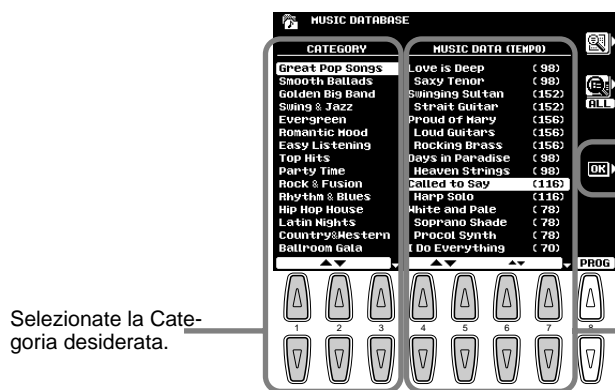 MUSIC DATABASE
CATEGORY
Great Pop Songs
Smooth Ballads
Golden Big Band
Swing & Jazz
Evergreen
Romantic Mood
Easy Listening
Top Hits
Party Time
Rock & Fusion
Rhythm & Blues
Hip Hop House
Latin Nights
Country&Western
Ballroom Gala
MUSIC DATA (TEMPO)
Love is Deep ( 98)
Saxy Tenor ( 98)
Swinging Sultan (152)
Strait Guitar (152)
Proud of Mary (156)
Loud Guitars (156)
Rocking Brass (156)
Days in Paradise ( 98)
Heaven Strings ( 98)
Called to Say (116)
Harp Solo (116)
White and Pale ( 78)
Soprano Shade ( 78)
Procol Synth ( 78)
I Do Everything ( 70)
ALL
OK
PROG
1 2 3 4 5 6 7 8
Selezionate la Cate-
goria desiderata.